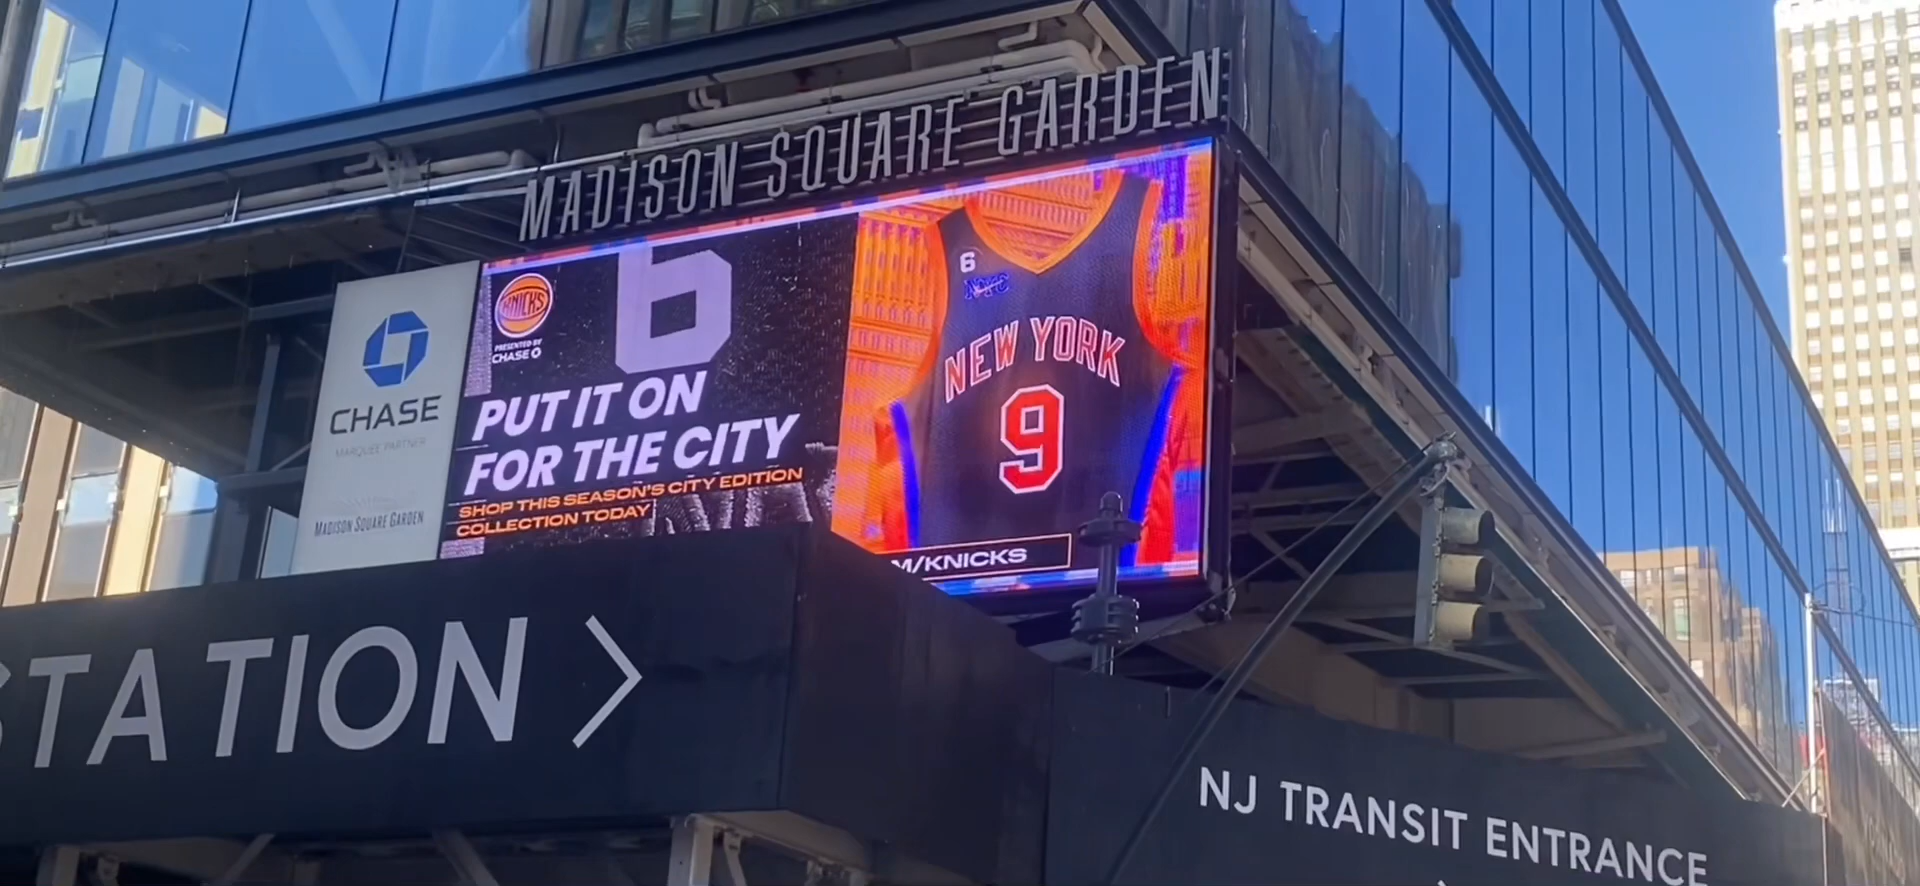 MADISON SQUARE GARDEN
CHASE
MARQUEE PARTNER
MADISON SQUARE GARDEN
KNICKS
PRESENTED BY
CHASE
6
PUT IT ON
FOR THE CITY
SHOP THIS SEASON'S CITY EDITION
COLLECTION TODAY
6
NYC
NEW YORK
9
M/KNICKS
STATION >
NJ TRANSIT ENTRANCE